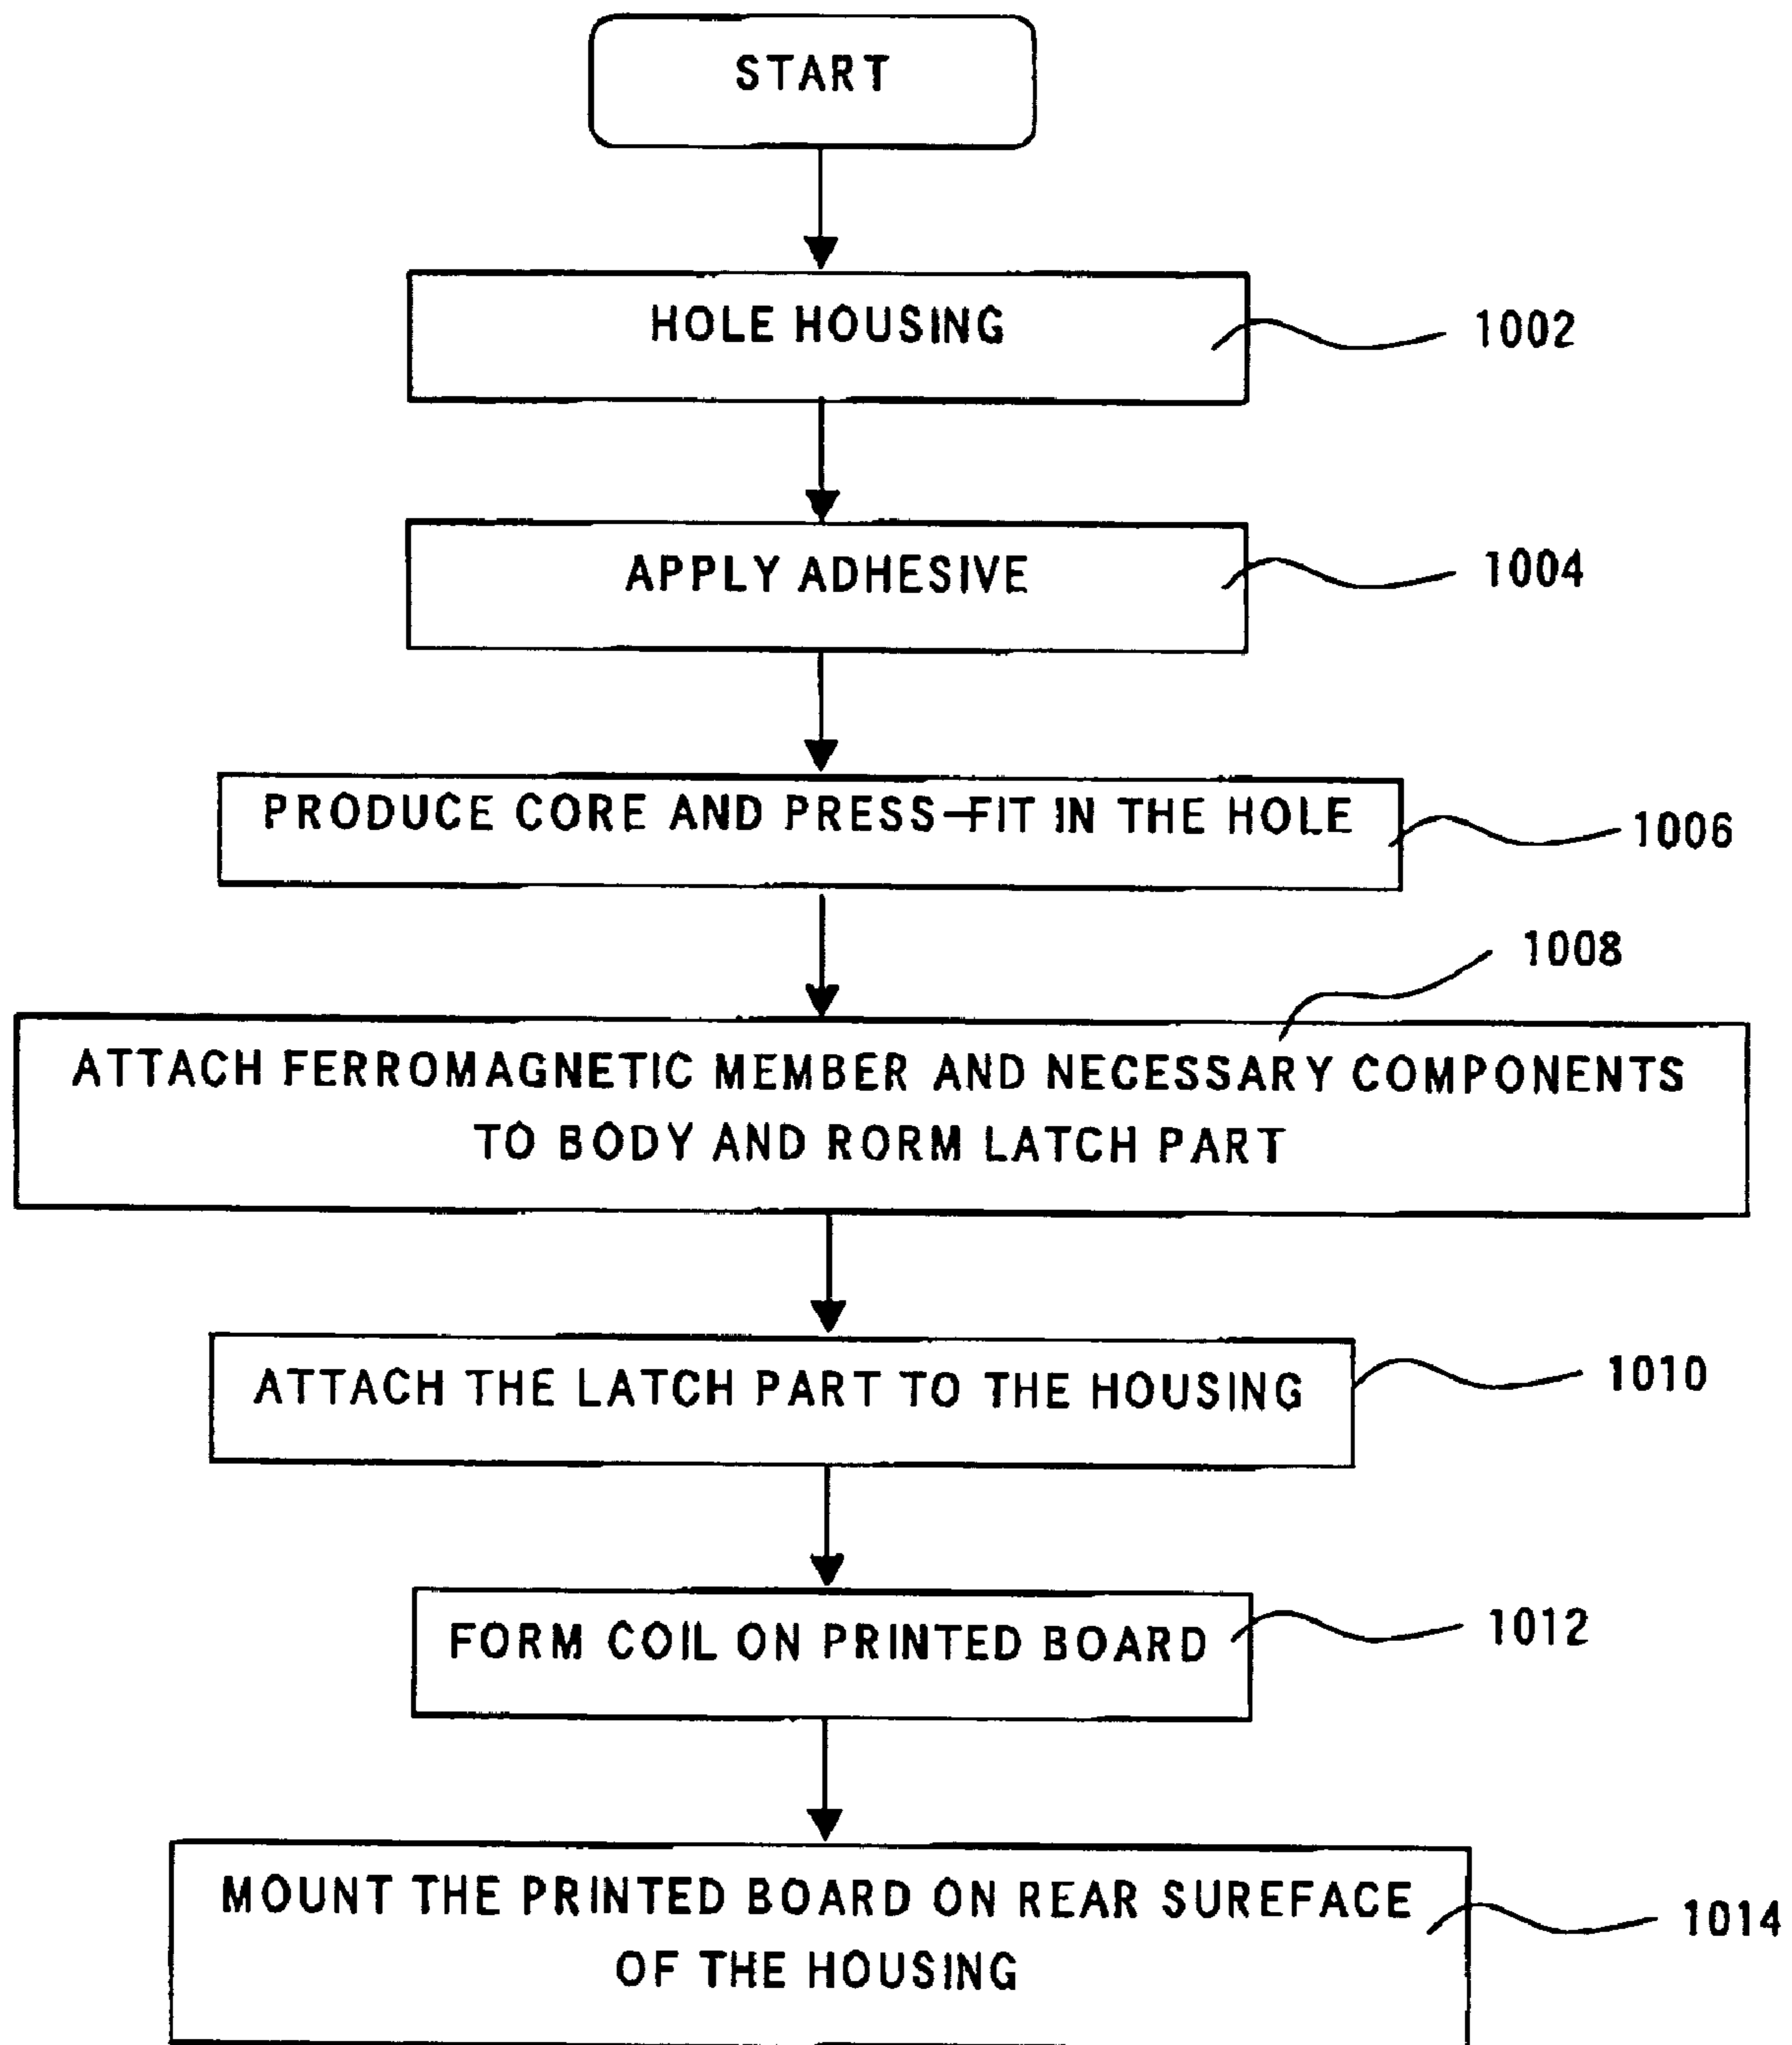 START
HOLE HOUSING
1002
APPLY ADHESIVE
1004
PRODUCE CORE AND PRESS-FIT IN THE HOLE
1006
1008
ATTACH FERROMAGNETIC MEMBER AND NECESSARY COMPONENTS
TO BODY AND RORM LATCH PART
ATTACH THE LATCH PART TO THE HOUSING
1010
FORM COIL ON PRINTED BOARD
1012
MOUNT THE PRINTED BOARD ON REAR SUREFACE
OF THE HOUSING
1014